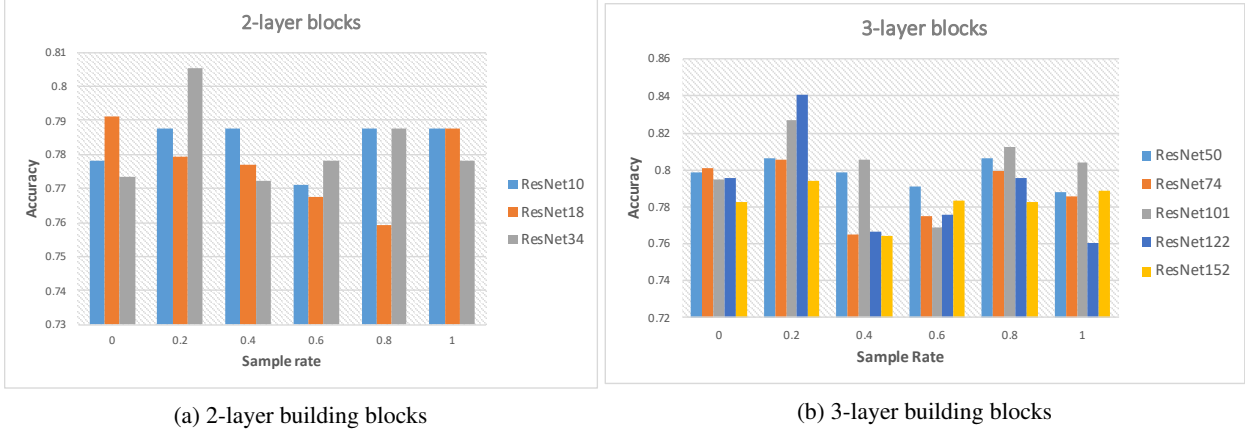 2-layer blocks
0.81
0.8
0.79
0.78
0.77
0.76
0.75
0.74
0.73
Accuracy
0 0.2 0.4 0.6 0.8 1
Sample rate
ResNet10
ResNet18
ResNet34
(a) 2-layer building blocks
3-layer blocks
0.86
0.84
0.82
0.8
0.78
0.76
0.74
0.72
Accuracy
0 0.2 0.4 0.6 0.8 1
Sample Rate
ResNet50
ResNet74
ResNet101
ResNet122
ResNet152
(b) 3-layer building blocks